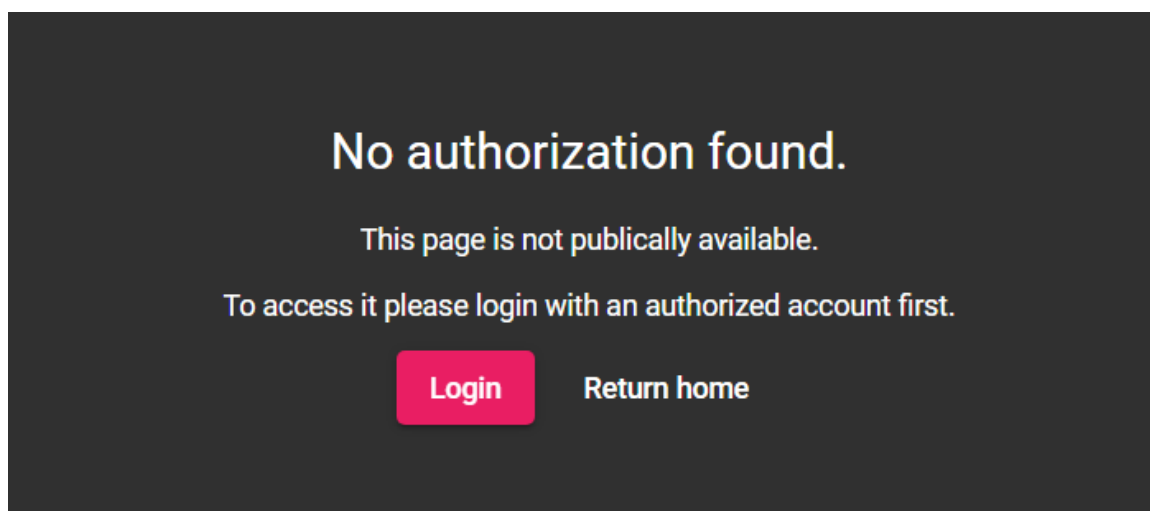 No authorization found.
This page is not publically available.
To access it please login with an authorized account first.
Login Return home